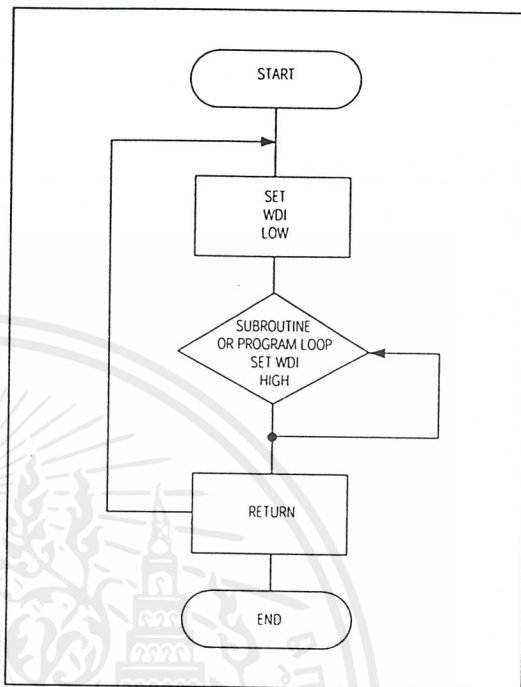 START
SET
WDI
LOW
SUBROUTINE
OR PROGRAM LOOP
SET WDI
HIGH
RETURN
END